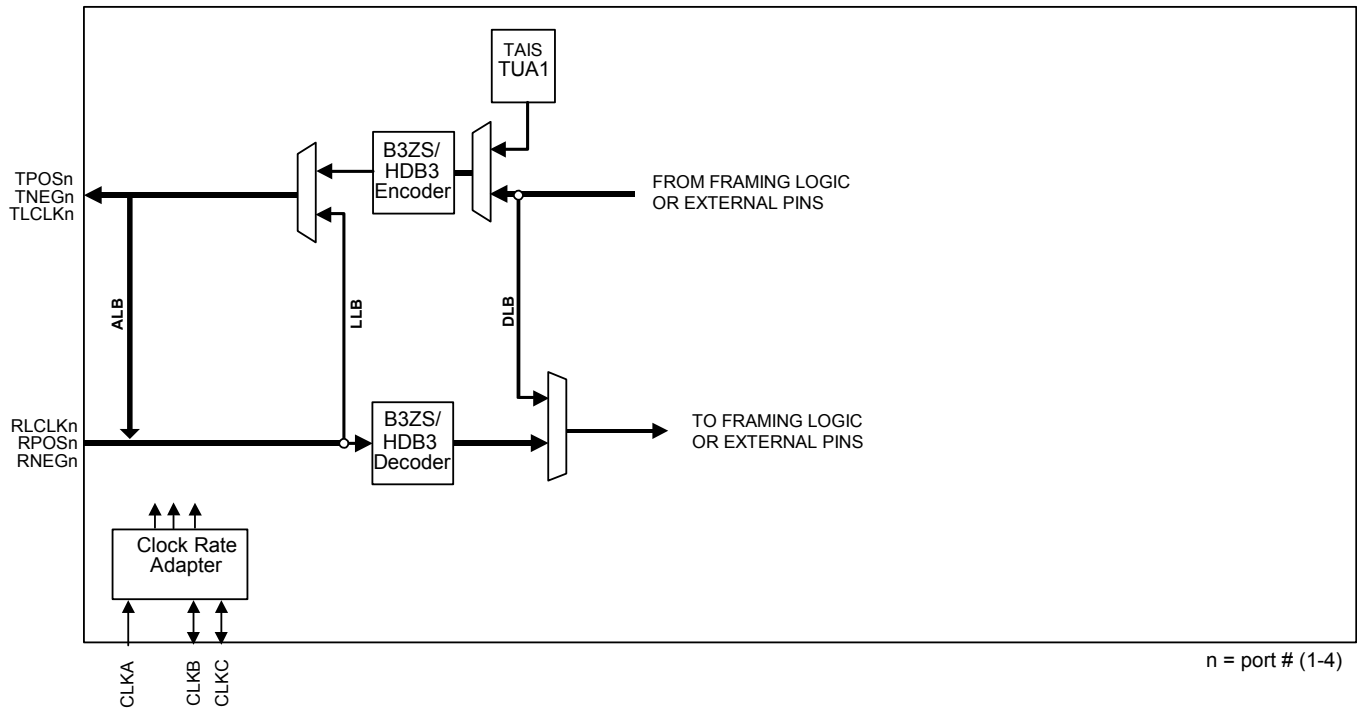 TAIS
TUA1
B3ZS/
HDB3
Encoder
TPOSn
TNEGn
TLCLKn
FROM FRAMING LOGIC
OR EXTERNAL PINS
ALB
LLB
DLB
RLCLKn
RPOSn
RNEGn
B3ZS/
HDB3
Decoder
TO FRAMING LOGIC
OR EXTERNAL PINS
Clock Rate
Adapter
CLKA
CLKB
CLKC
n = port # (1-4)